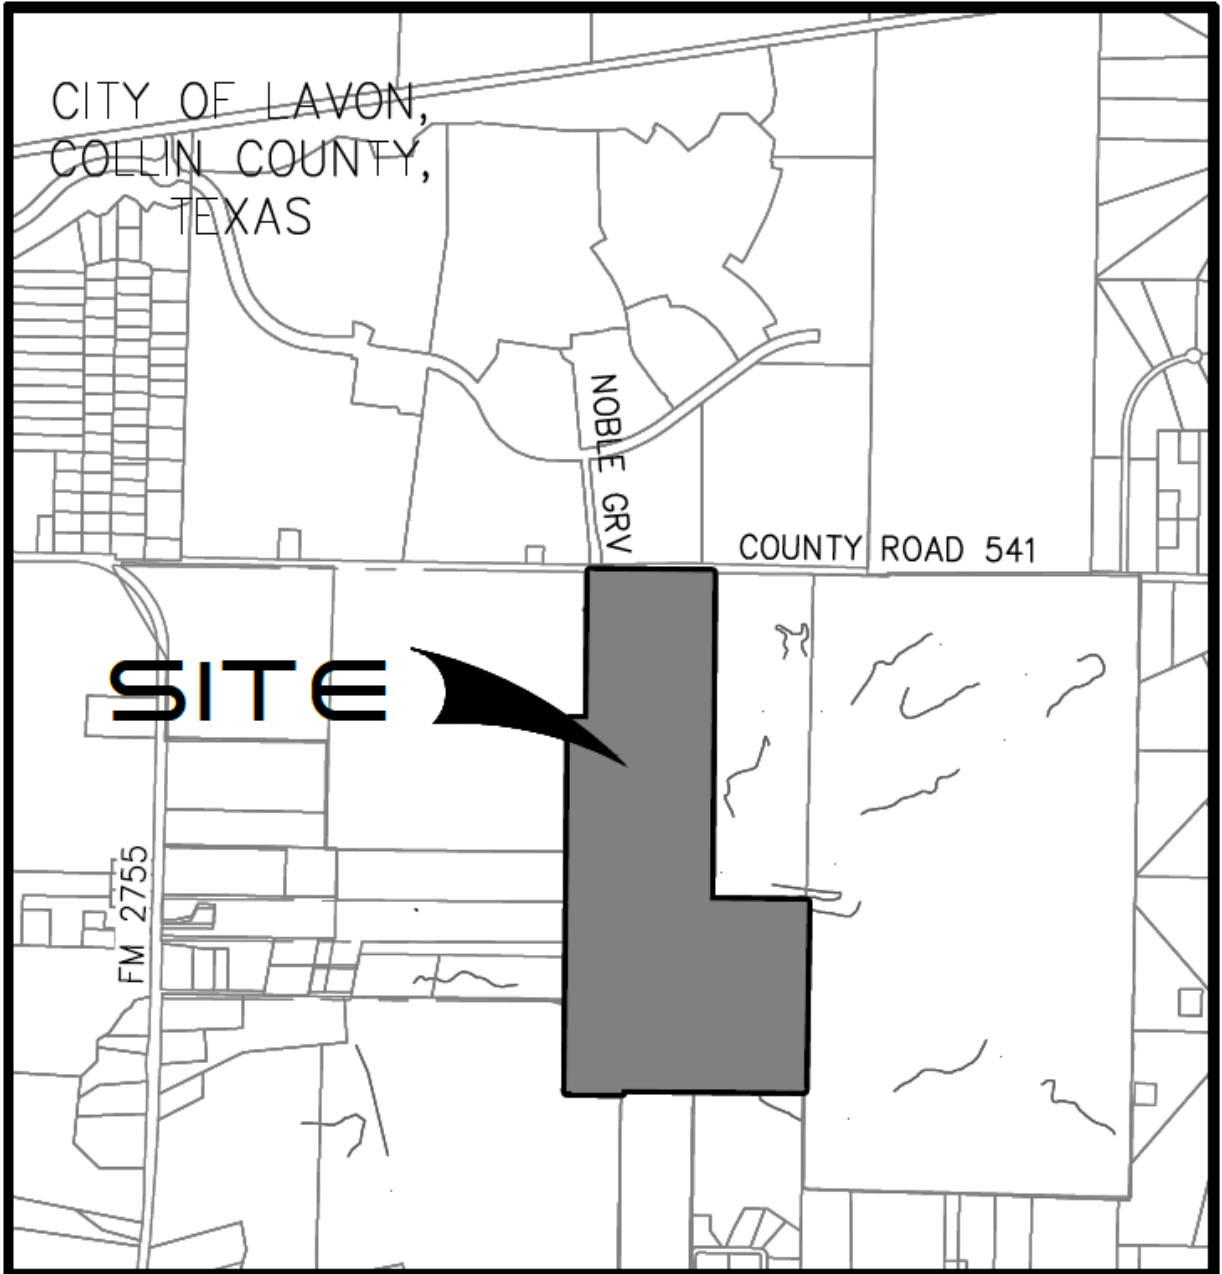 CITY OF LAVON,
COLLIN COUNTY,
TEXAS
NOBLE GRV
COUNTY ROAD 541
SITE
FM 2755